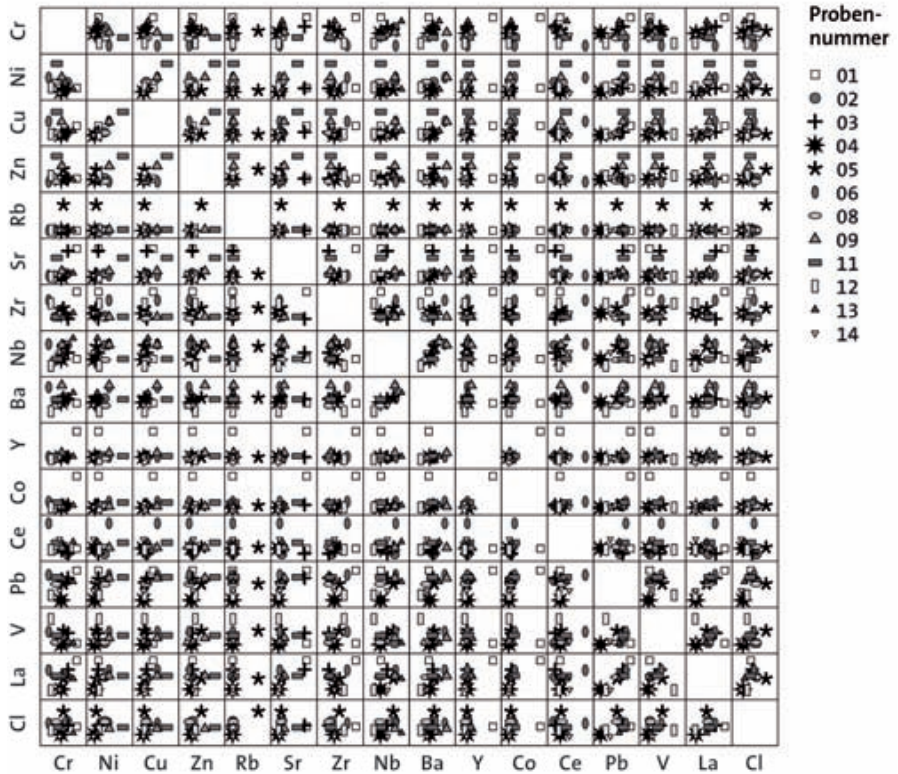 Cr
Ni
Cu
Zn
Rb
Sr
Zr
Nb
Ba
Y
Co
Ce
Pb
V
La
Cl
Cr Ni Cu Zn Rb Sr Zr Nb Ba Y Co Ce Pb V La Cl
Proben-
nummer
01
02
03
04
05
06
08
09
11
12
13
14